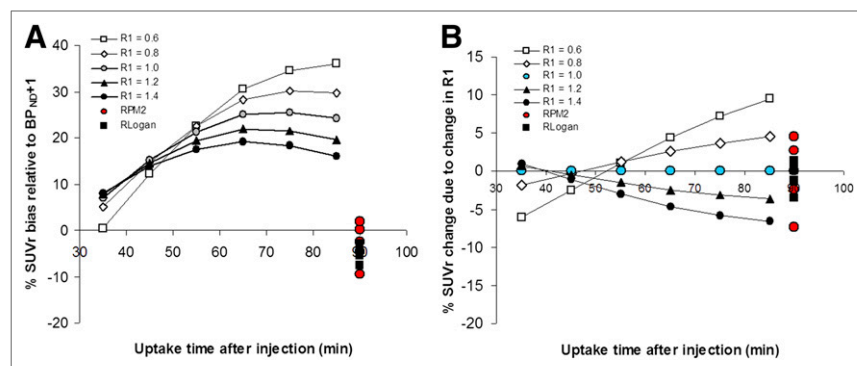 A
% SUVr bias relative to BPND+1
50
40
30
20
10
0
-10
-20
R1 = 0.6
R1 = 0.8
R1 = 1.0
R1 = 1.2
R1 = 1.4
RPM2
RLogan
30 40 50 60 70 80 90 100
Uptake time after injection (min)
B
% SUVr change due to change in R1
15
10
5
0
-5
-10
-15
-20
R1 = 0.6
R1 = 0.8
R1 = 1.0
R1 = 1.2
R1 = 1.4
RPM2
RLogan
30 40 50 60 70 80 90 100
Uptake time after injection (min)